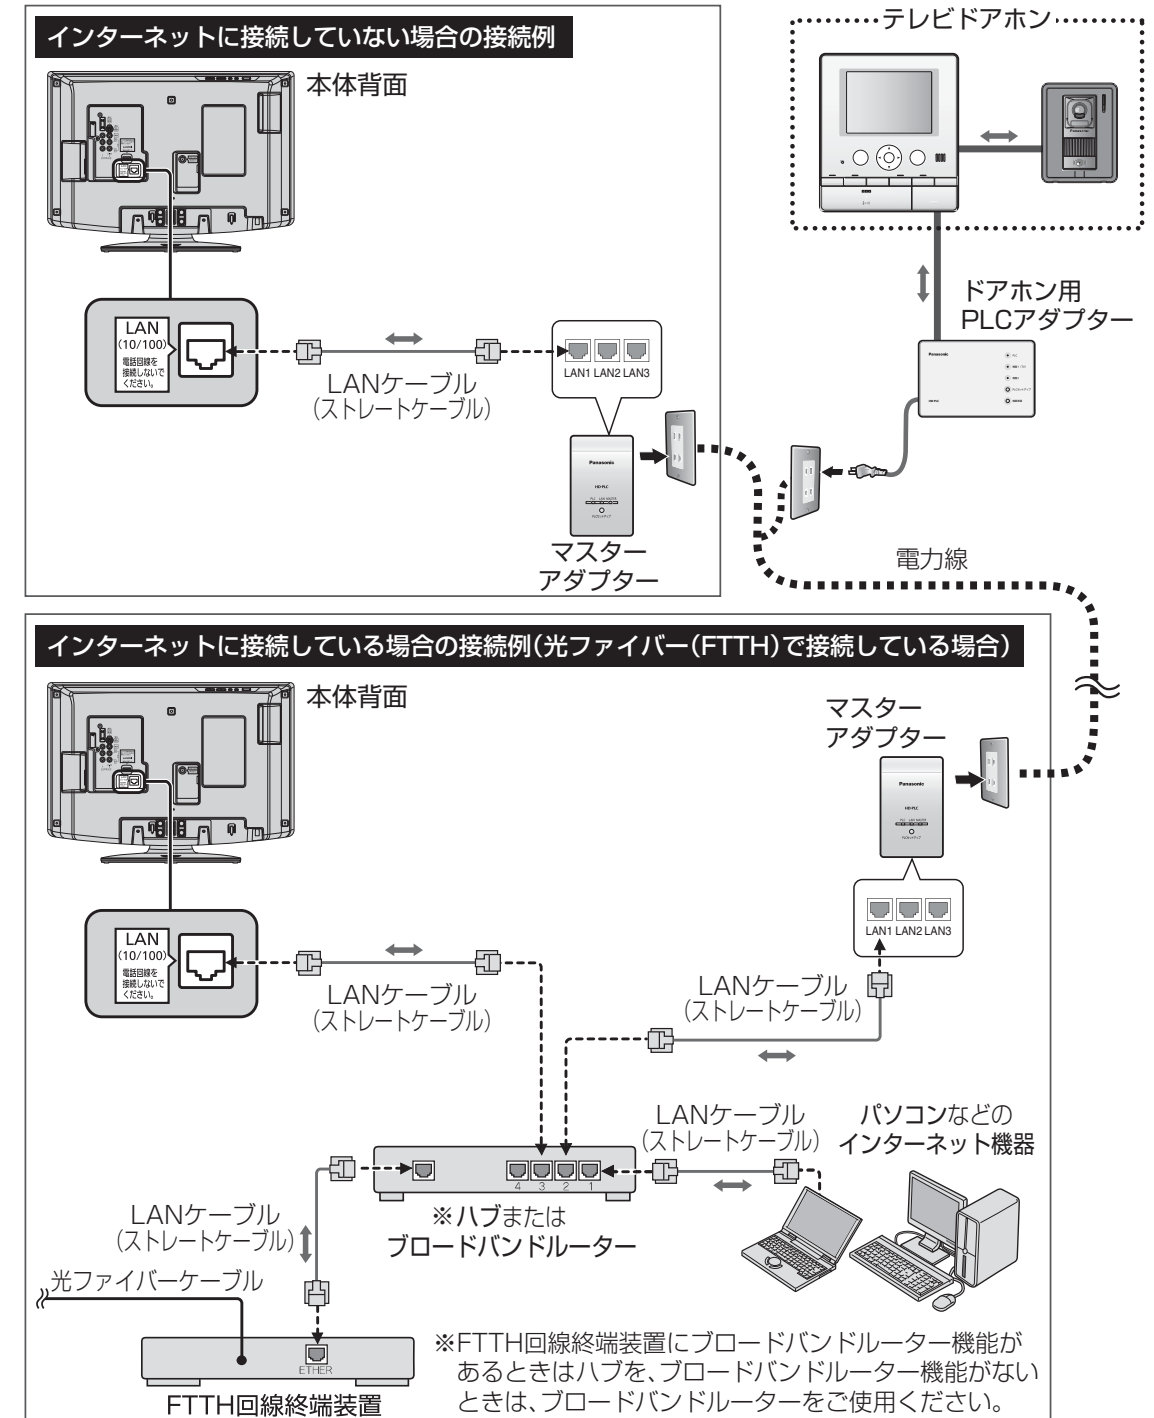 インターネットに接続していない場合の接続例
本体背面
テレビドアホン
Panasonic
ドアホン用
PLCアダプター
Panasonic
PLC
HD-PLC
LAN
(10/100)
電話回線を
接続しないで
ください。
LANケーブル
(ストレートケーブル)
LAN1 LAN2 LAN3
Panasonic
HD-PLC
PLC LAN MASTER
マスター
アダプター
電力線
インターネットに接続している場合の接続例(光ファイバー(FTTH)で接続している場合)
本体背面
マスター
アダプター
Panasonic
HD-PLC
PLC LAN MASTER
LAN1 LAN2 LAN3
LAN
(10/100)
電話回線を
接続しないで
ください。
LANケーブル
(ストレートケーブル)
LANケーブル
(ストレートケーブル)
LANケーブル
(ストレートケーブル)
パソコンなどの
インターネット機器
4 3 2 1
※ハブまたは
ブロードバンドルーター
LANケーブル
(ストレートケーブル)
光ファイバーケーブル
ETHER
FTTH回線終端装置
※FTTH回線終端装置にブロードバンドルーター機能が
あるときはハブを、ブロードバンドルーター機能がない
ときは、ブロードバンドルーターをご使用ください。